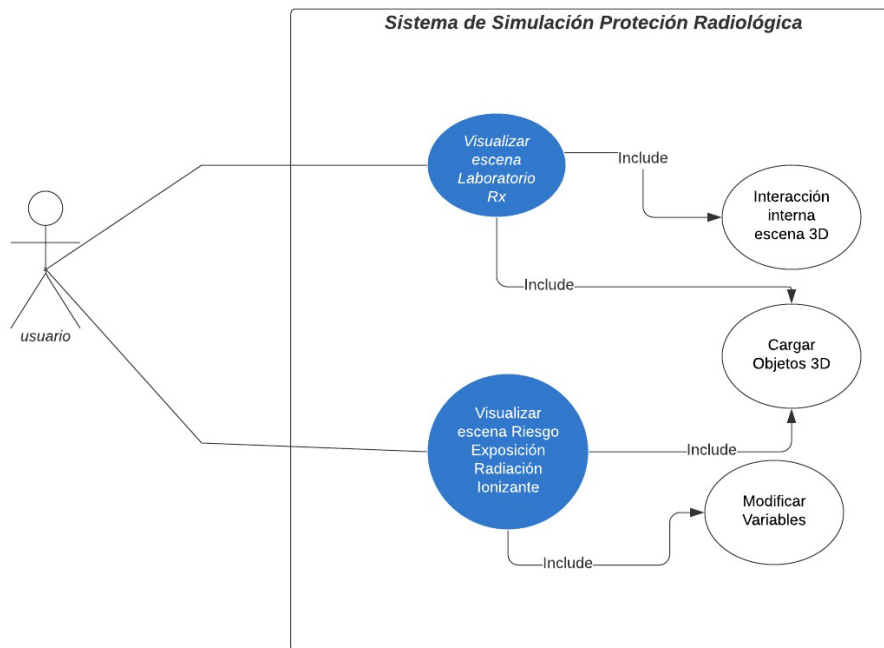 Sistema de Simulación Proteción Radiológica
Visualizar
escena
Laboratorio
Rx
Include
Interacción
interna
escena 3D
Include
usuario
Cargar
Objetos 3D
Visualizar
escena Riesgo
Exposición
Radiación
Ionizante
Include
Modificar
Variables
Include